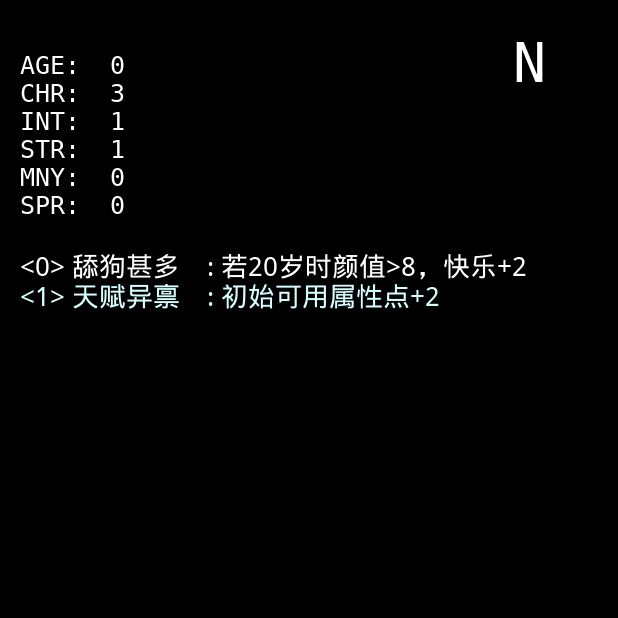 N
AGE: 0
CHR: 3
INT: 1
STR: 1
MNY: 0
SPR: 0
<0> 舔狗甚多 :若20岁时颜值>8，快乐+2
<1> 天赋异禀 :初始可用属性点+2